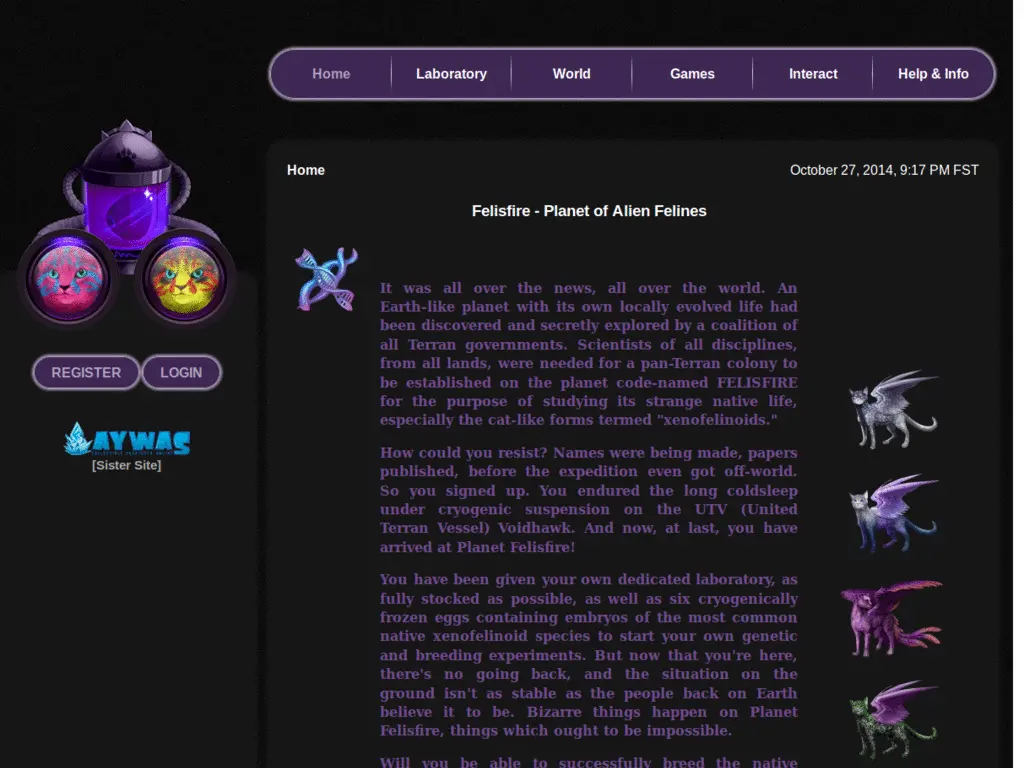 Home
Laboratory
World
Games
Interact
Help & Info
Home
October 27, 2014, 9:17 PM FST
Felisfire - Planet of Alien Felines
It was all over the news, all over the world. An
Earth-like planet with its own locally evolved life had
been discovered and secretly explored by a coalition of
all Terran governments. Scientists of all disciplines,
from all lands, were needed for a pan-Terran colony to
be established on the planet code-named FELISFIRE
for the purpose of studying its strange native life,
especially the cat-like forms termed "xenofelinoids."
How could you resist? Names were being made, papers
published, before the expedition even got off-world.
So you signed up. You endured the long coldsleep
under cryogenic suspension on the UTV (United
Terran Vessel) Voidhawk. And now, at last, you have
arrived at Planet Felisfire!
You have been given your own dedicated laboratory, as
fully stocked as possible, as well as six cryogenically
frozen eggs containing embryos of the most common
native xenofelinoid species to start your own genetic
and breeding experiments. But now that you're here,
there's no going back, and the situation on the
ground isn't as stable as the people back on Earth
believe it to be. Bizarre things happen on Planet
Felisfire, things which ought to be impossible.
Will you be able to successfully breed the native
REGISTER
LOGIN
AYWAS
[Sister Site]